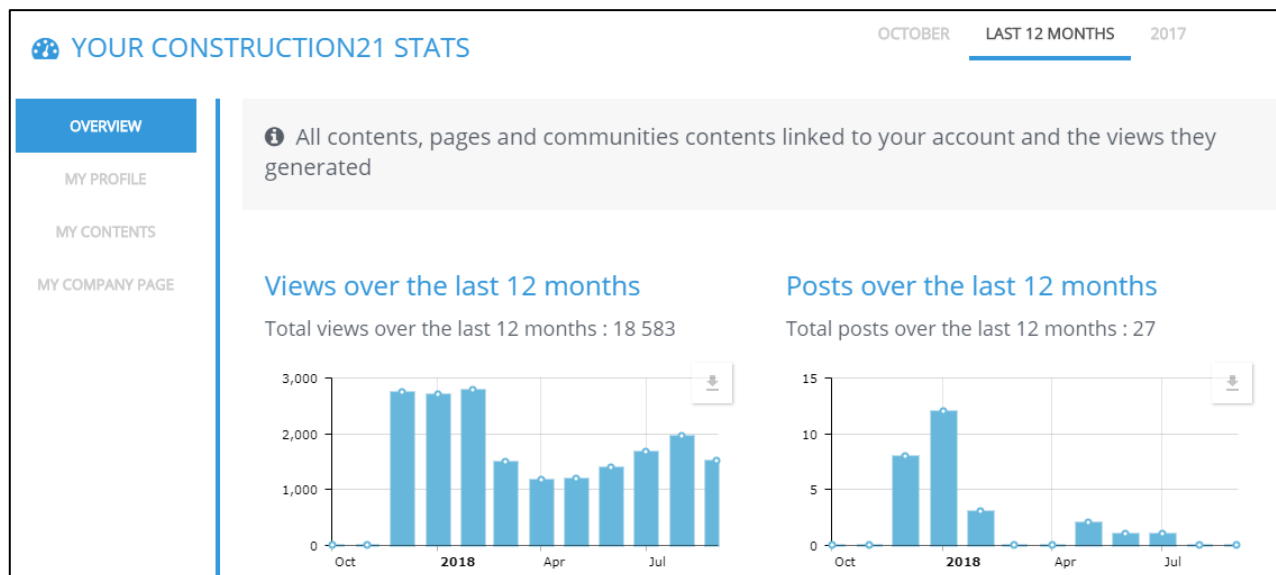 YOUR CONSTRUCTION21 STATS
OCTOBER
LAST 12 MONTHS
2017
OVERVIEW
MY PROFILE
MY CONTENTS
MY COMPANY PAGE
All contents, pages and communities contents linked to your account and the views they
generated
Views over the last 12 months
Total views over the last 12 months : 18 583
3,000
2,000
1,000
0
Oct
2018
Apr
Jul
Posts over the last 12 months
Total posts over the last 12 months : 27
15
10
5
0
Oct
2018
Apr
Jul